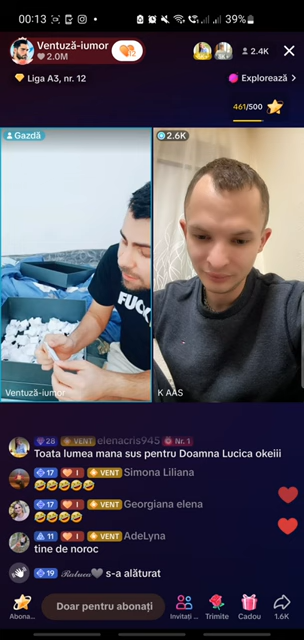 00:13
39%
Ventuză-iumor
2.0M
2.4K
Liga A3, nr. 12
Explorează >
461/500
Gazdă
2.6K
FUC
Ventuză-iumor
K AAS
28 VENT elenacris945 Nr. 1
Toata lumea mana sus pentru Doamna Lucica okeiii
17 I VENT Simona Liliana
17 I VENT Georgiana elena
11 I VENT AdeLyna
tine de noroc
19 Raluca s-a alăturat
Abona...
Doar pentru abonați
Invitați ...
Trimite
Cadou
1.6K